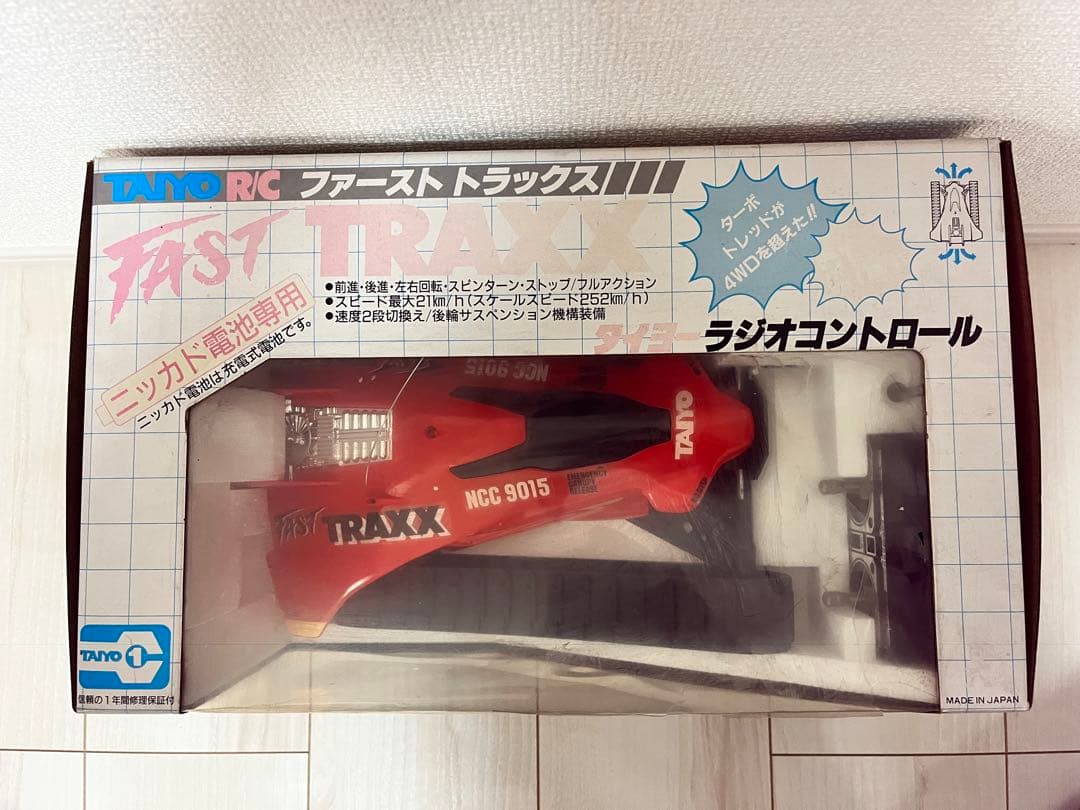 TAIYO R/C ファースト トラックス
FAST TRAXX
●前進・後進・左右回転・スピンターン・ストップ/フルアクション
●スピード最大21km/h(スケールスピード252km/h)
●速度2段切換え/後輪サスペンション機構装備
ターボ
トレッドが
4WDを超えた!!
ニッカド電池専用
ニッカド電池は充電式電池です。
タイヨー ラジオコントロール
NCC 9015
TAIYO
NCC 9015
EMERGENCY
CANOPY
RELEASE
FAST TRAXX
TAIYO 1
信頼の1年間修理保証付
MADE IN JAPAN